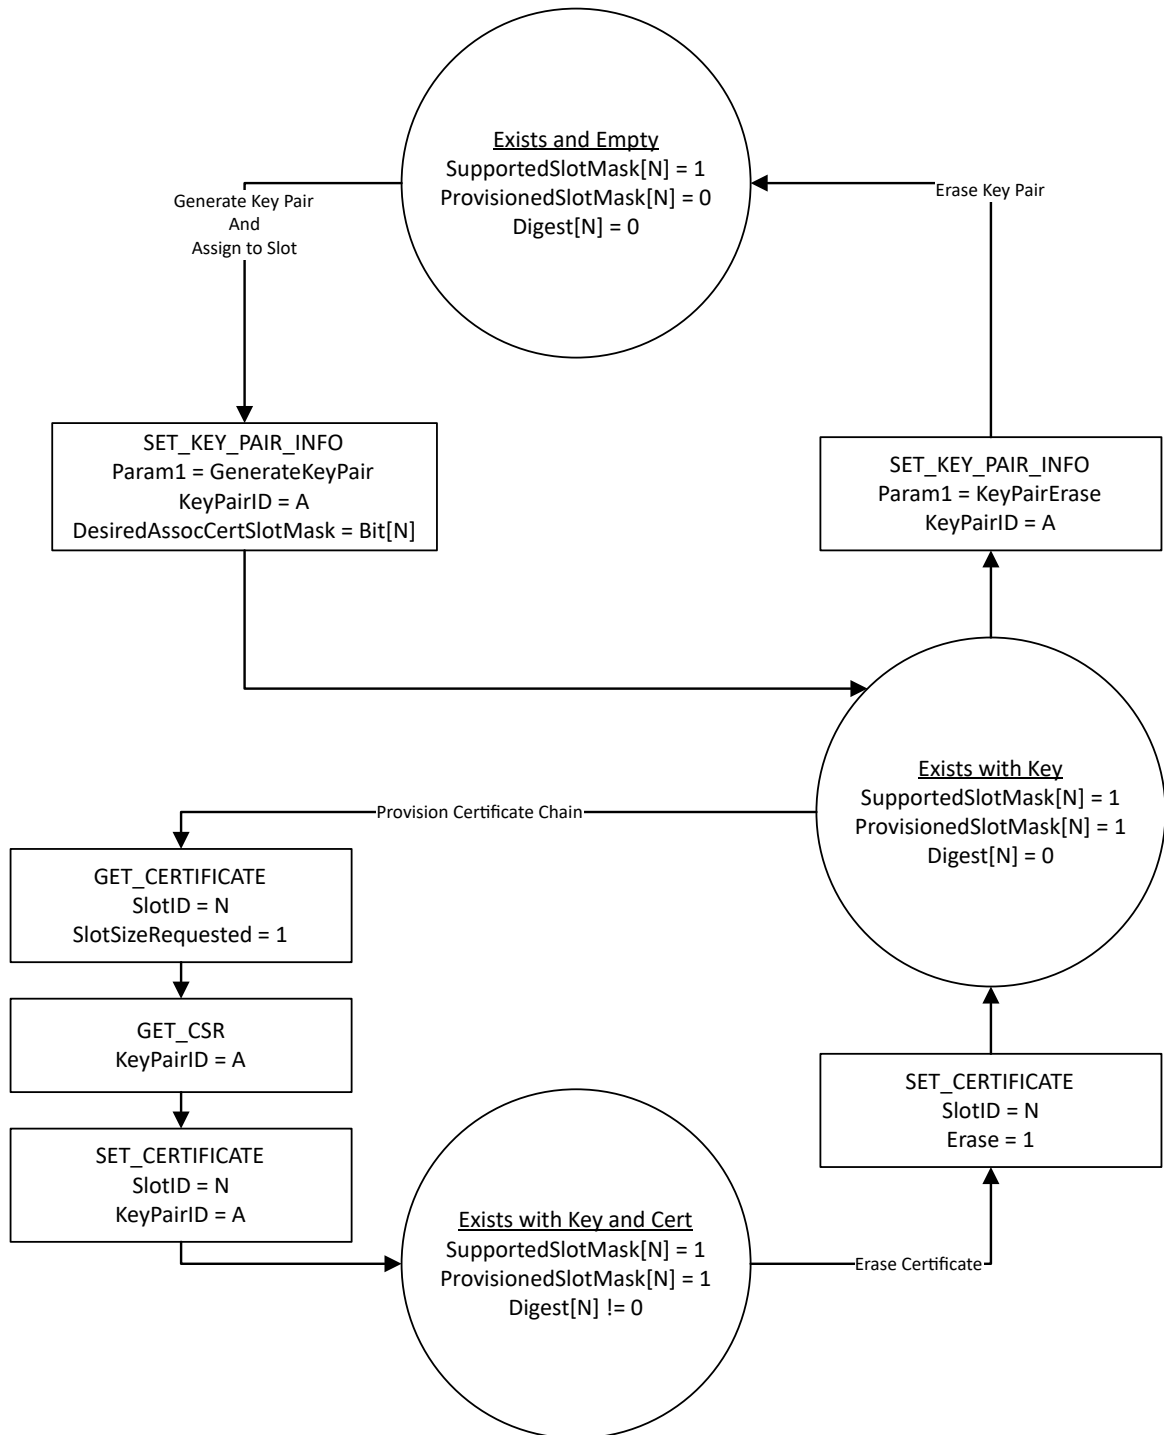 Exists and Empty
SupportedSlotMask[N] = 1
ProvisionedSlotMask[N] = 0
Digest[N] = 0
Generate Key Pair
And
Assign to Slot
Erase Key Pair
SET_KEY_PAIR_INFO
Param1 = GenerateKeyPair
KeyPairID = A
DesiredAssocCertSlotMask = Bit[N]
SET_KEY_PAIR_INFO
Param1 = KeyPairErase
KeyPairID = A
Exists with Key
SupportedSlotMask[N] = 1
ProvisionedSlotMask[N] = 1
Digest[N] = 0
Provision Certificate Chain
GET_CERTIFICATE
SlotID = N
SlotSizeRequested = 1
GET_CSR
KeyPairID = A
SET_CERTIFICATE
SlotID = N
KeyPairID = A
Exists with Key and Cert
SupportedSlotMask[N] = 1
ProvisionedSlotMask[N] = 1
Digest[N] != 0
Erase Certificate
SET_CERTIFICATE
SlotID = N
Erase = 1